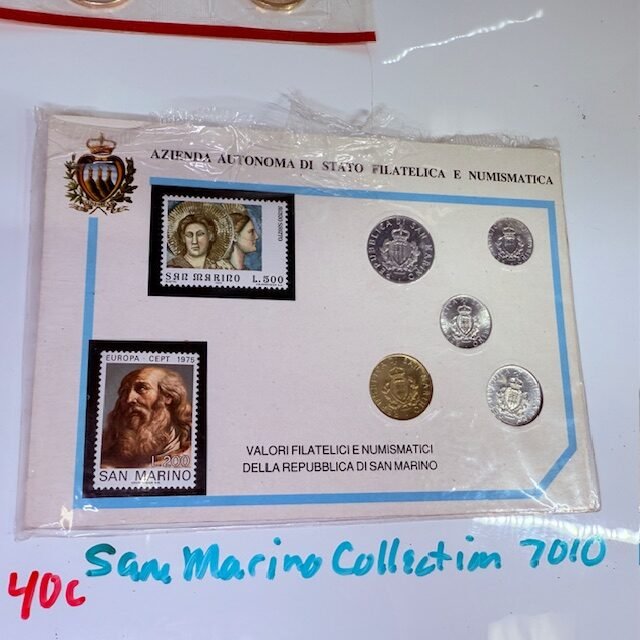 AZIENDA AUTONOMA DI STATO FILATELICA E NUMISMATICA
SAN MARINO L.500
EUROPA - CEPT 1975
L.200
SAN MARINO
VALORI FILATELICI E NUMISMATICI
DELLA REPUBBLICA DI SAN MARINO
San Marino Collection 7010
40c